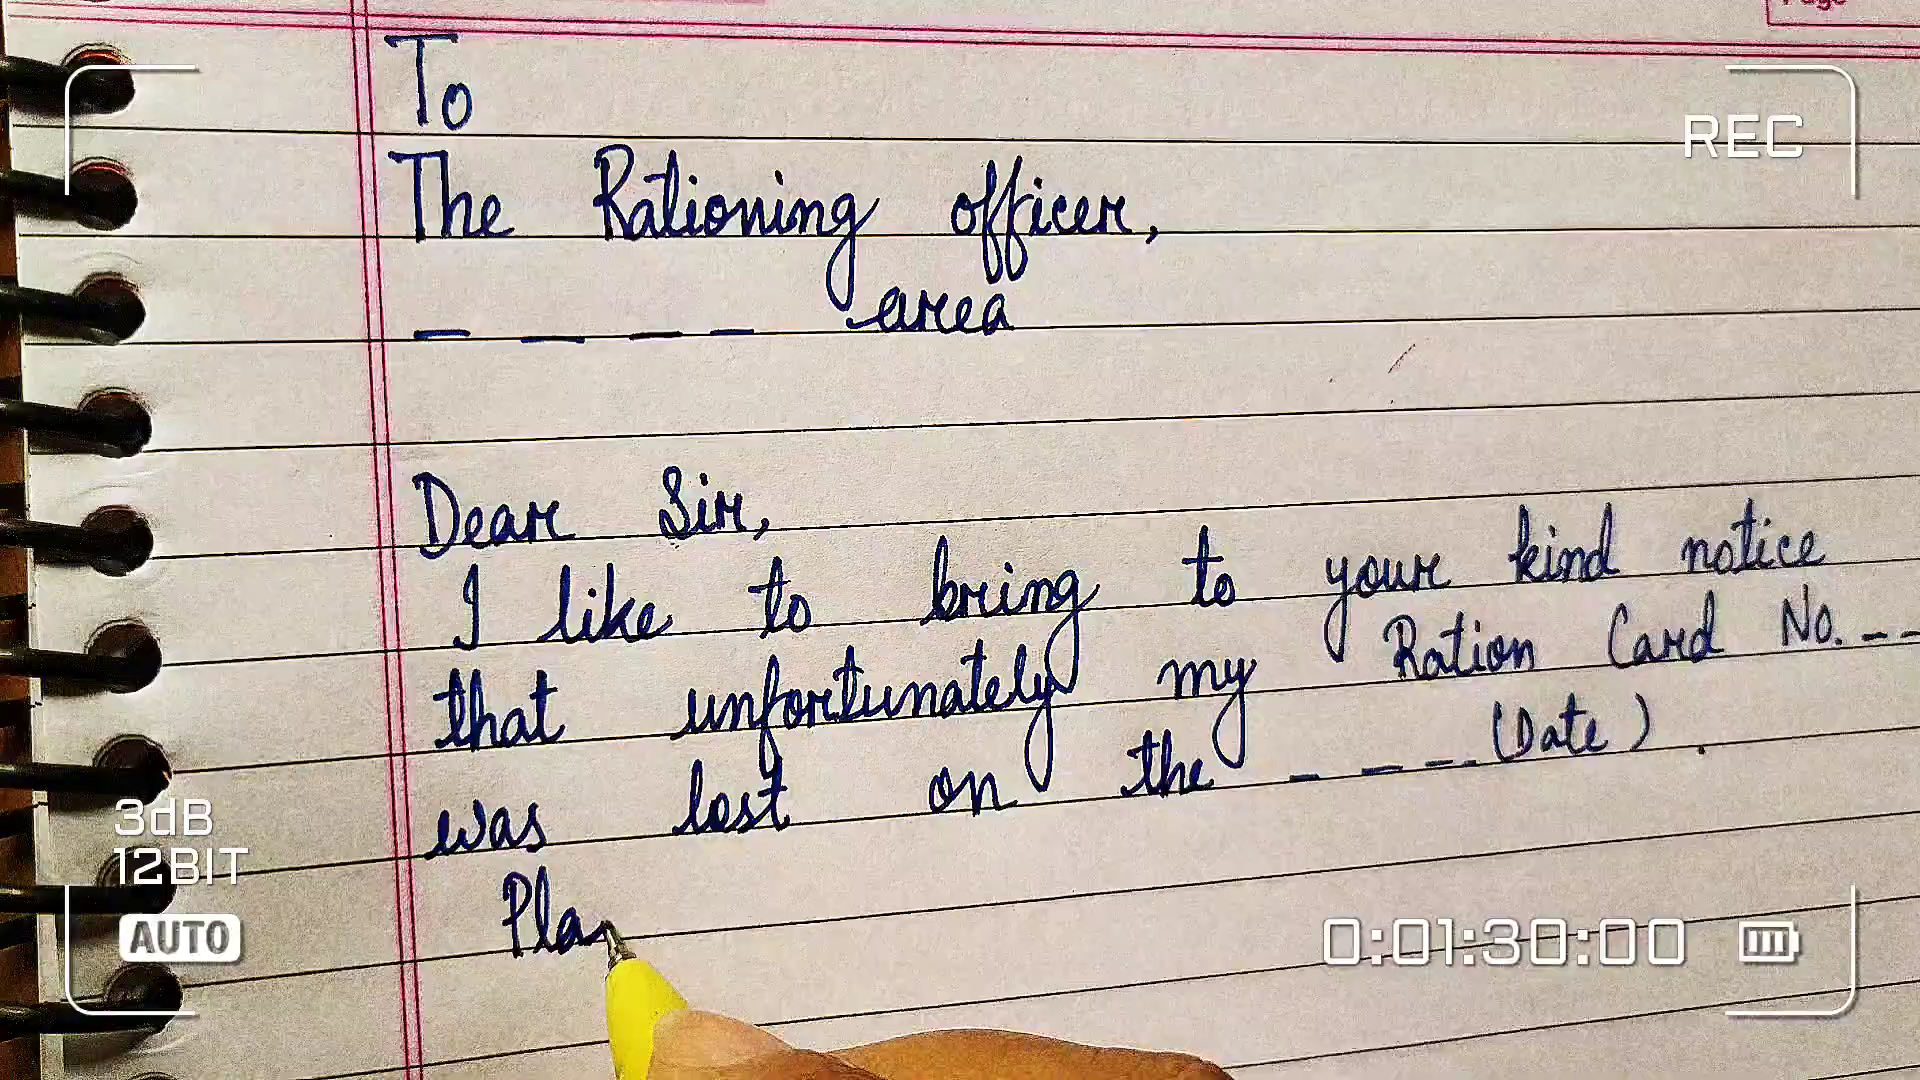 To
The Rationing officer,
_ _ _ _ area
Dear Sir,
I like to bring to your kind notice
that unfortunately my Ration Card No. _ _
was lost on the _ _ _ (Date).
Pla
REC
3dB
12BIT
AUTO
0:01:30:00